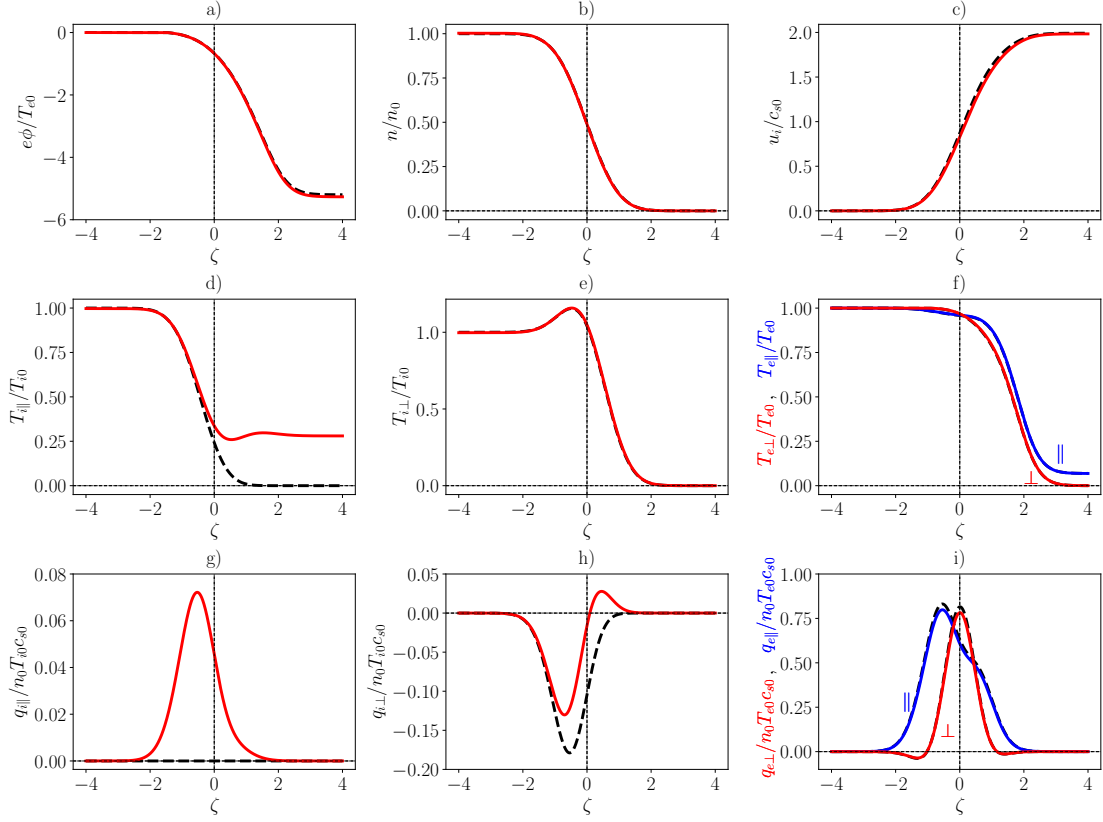 a)
eϕ/T_{e0}
0
−2
−4
−6
−4 −2 0 2 4
ζ
b)
n/n_0
1.00
0.75
0.50
0.25
0.00
−4 −2 0 2 4
ζ
c)
u_i/c_{s0}
2.0
1.5
1.0
0.5
0.0
−4 −2 0 2 4
ζ
d)
T_{i∥}/T_{i0}
1.00
0.75
0.50
0.25
0.00
−4 −2 0 2 4
ζ
e)
T_{i⊥}/T_{i0}
1.0
0.5
0.0
−4 −2 0 2 4
ζ
f)
T_{e⊥}/T_{e0}, T_{e∥}/T_{e0}
1.00
0.75
0.50
0.25
0.00
∥
⊥
−4 −2 0 2 4
ζ
g)
q_{i∥}/n_0T_{i0}c_{s0}
0.08
0.06
0.04
0.02
0.00
−4 −2 0 2 4
ζ
h)
q_{i⊥}/n_0T_{i0}c_{s0}
0.05
0.00
−0.05
−0.10
−0.15
−0.20
−4 −2 0 2 4
ζ
i)
q_{e⊥}/n_0T_{e0}c_{s0}, q_{e∥}/n_0T_{e0}c_{s0}
1.00
0.75
0.50
0.25
0.00
∥
⊥
−4 −2 0 2 4
ζ